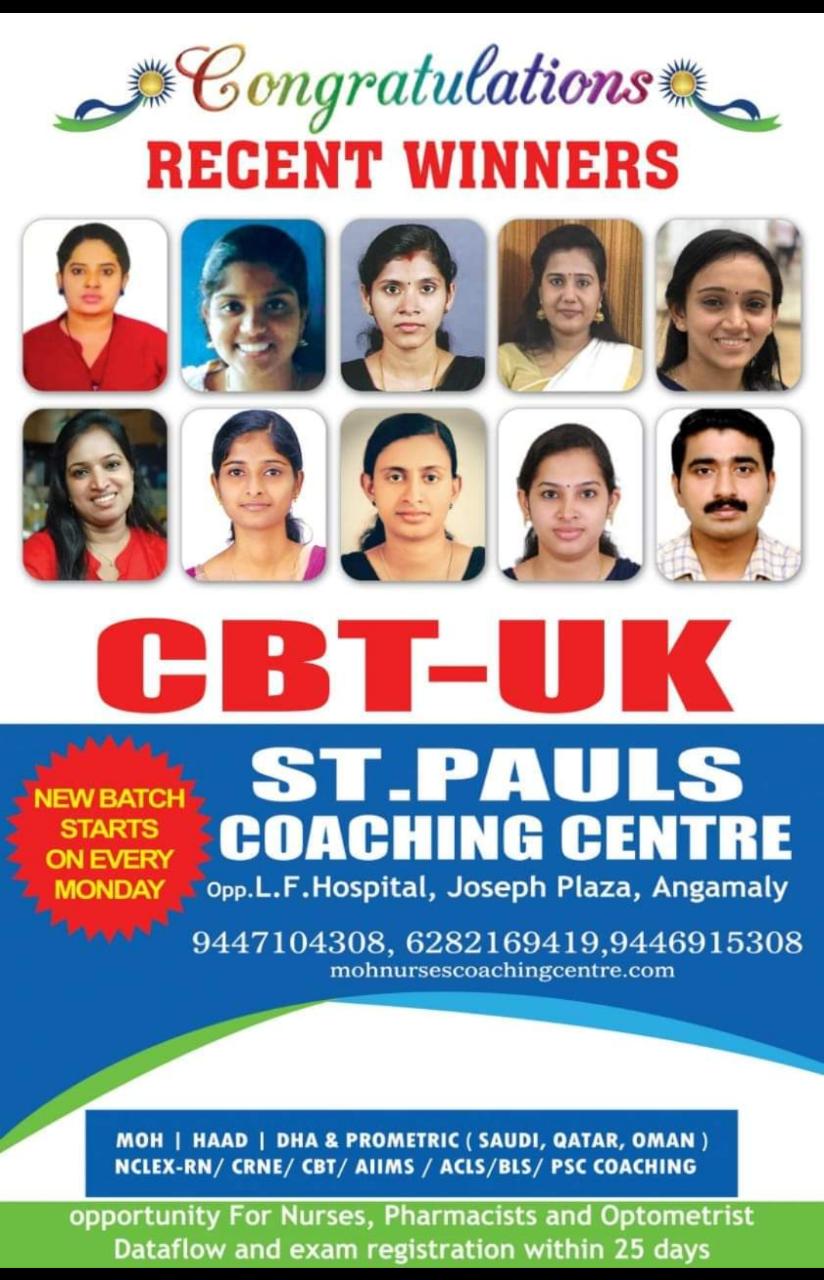 Congratulations
RECENT WINNERS
CBT-UK
NEW BATCH
STARTS
ON EVERY
MONDAY
ST.PAULS
COACHING CENTRE
Opp.L.F.Hospital, Joseph Plaza, Angamaly
9447104308, 6282169419,9446915308
mohnursescoachingcentre.com
MOH | HAAD | DHA & PROMETRIC ( SAUDI, QATAR, OMAN )
NCLEX-RN/ CRNE/ CBT/ AIIMS / ACLS/BLS/ PSC COACHING
opportunity For Nurses, Pharmacists and Optometrist
Dataflow and exam registration within 25 days